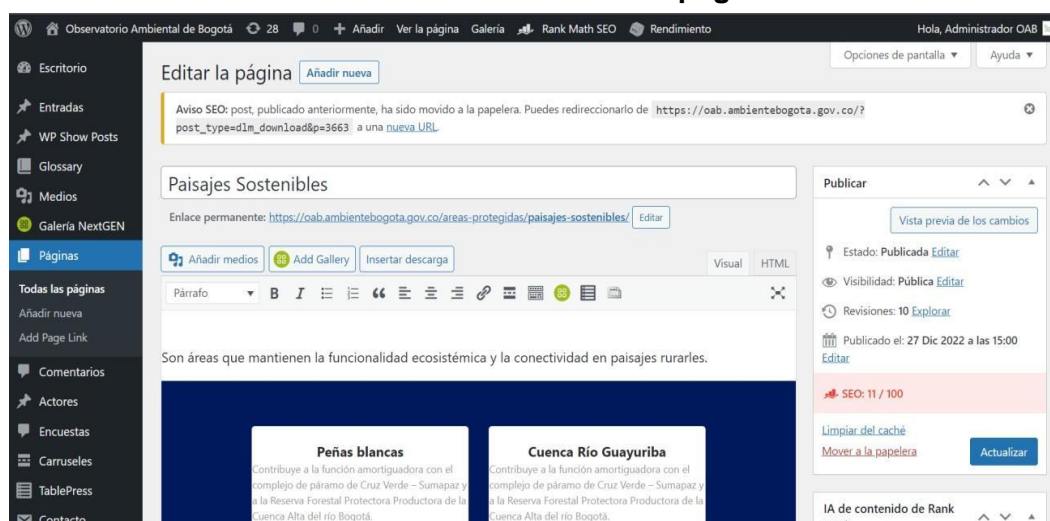 Observatorio Ambiental de Bogotá 28 0 + Añadir Ver la página Galería Rank Math SEO Rendimiento Hola, Administrador OAB
Escritorio
Entradas
WP Show Posts
Glossary
Medios
Galería NextGEN
Páginas
Todas las páginas
Añadir nueva
Add Page Link
Comentarios
Actores
Encuestas
Carruseles
TablePress
Contacto
Opciones de pantalla ▼ Ayuda ▼
Editar la página Añadir nueva
Aviso SEO: post, publicado anteriormente, ha sido movido a la papelera. Puedes redireccionarlo de https://oab.ambientebogota.gov.co/?
post_type=dlm_download&p=3663 a una nueva URL.
Paisajes Sostenibles
Enlace permanente: https://oab.ambientebogota.gov.co/areas-protegidas/paisajes-sostenibles/ Editar
Añadir medios Add Gallery Insertar descarga Visual HTML
Párrafo ▼ B I
Son áreas que mantienen la funcionalidad ecosistémica y la conectividad en paisajes rurarles.
Peñas blancas
Contribuye a la función amortiguadora con el
complejo de páramo de Cruz Verde – Sumapaz y
a la Reserva Forestal Protectora Productora de la
Cuenca Alta del río Bogotá.
Cuenca Río Guayuriba
Contribuye a la función amortiguadora con el
complejo de páramo de Cruz Verde – Sumapaz y
a la Reserva Forestal Protectora Productora de la
Cuenca Alta del río Bogotá.
Publicar
Vista previa de los cambios
Estado: Publicada Editar
Visibilidad: Pública Editar
Revisiones: 10 Explorar
Publicado el: 27 Dic 2022 a las 15:00
Editar
SEO: 11 / 100
Limpiar del caché
Mover a la papelera Actualizar
IA de contenido de Rank